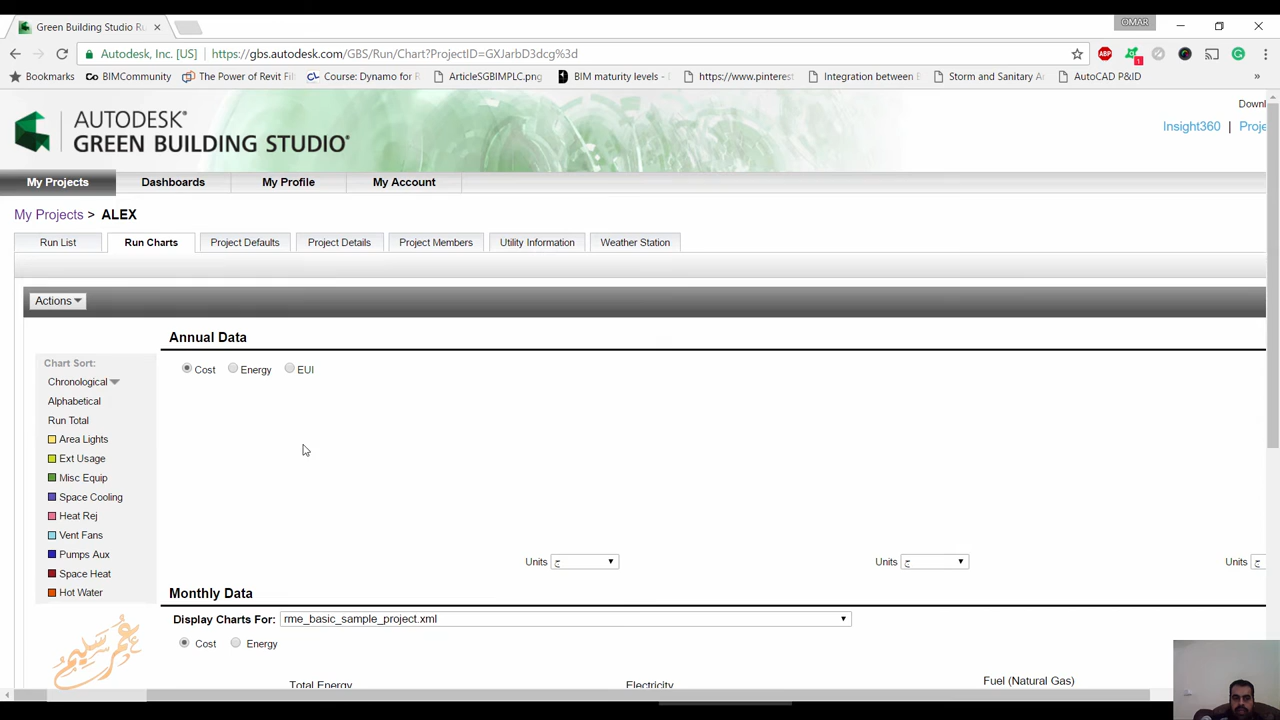 OMAR
Green Building Studio Ru
Autodesk, Inc. [US] https://gbs.autodesk.com/GBS/Run/Chart?ProjectID=GXJarbD3dcg%3d
ABP
1
Bookmarks BIMCommunity The Power of Revit Fi Course: Dynamo for F ArticleSGBIMPLC.png BIM maturity levels - https://www.pinterest Integration between Storm and Sanitary A AutoCAD P&ID
AUTODESK®
GREEN BUILDING STUDIO®
Downl
Insight360 | Proje
My Projects Dashboards My Profile My Account
My Projects > ALEX
Run List Run Charts Project Defaults Project Details Project Members Utility Information Weather Station
Actions
Annual Data
Cost Energy EUI
Chart Sort:
Chronological
Alphabetical
Run Total
Area Lights
Ext Usage
Misc Equip
Space Cooling
Heat Rej
Vent Fans
Pumps Aux
Space Heat
Hot Water
Units ج Units ج Units ج
Monthly Data
Display Charts For: rme_basic_sample_project.xml
Cost Energy
Total Energy Electricity Fuel (Natural Gas)
عمر سليم